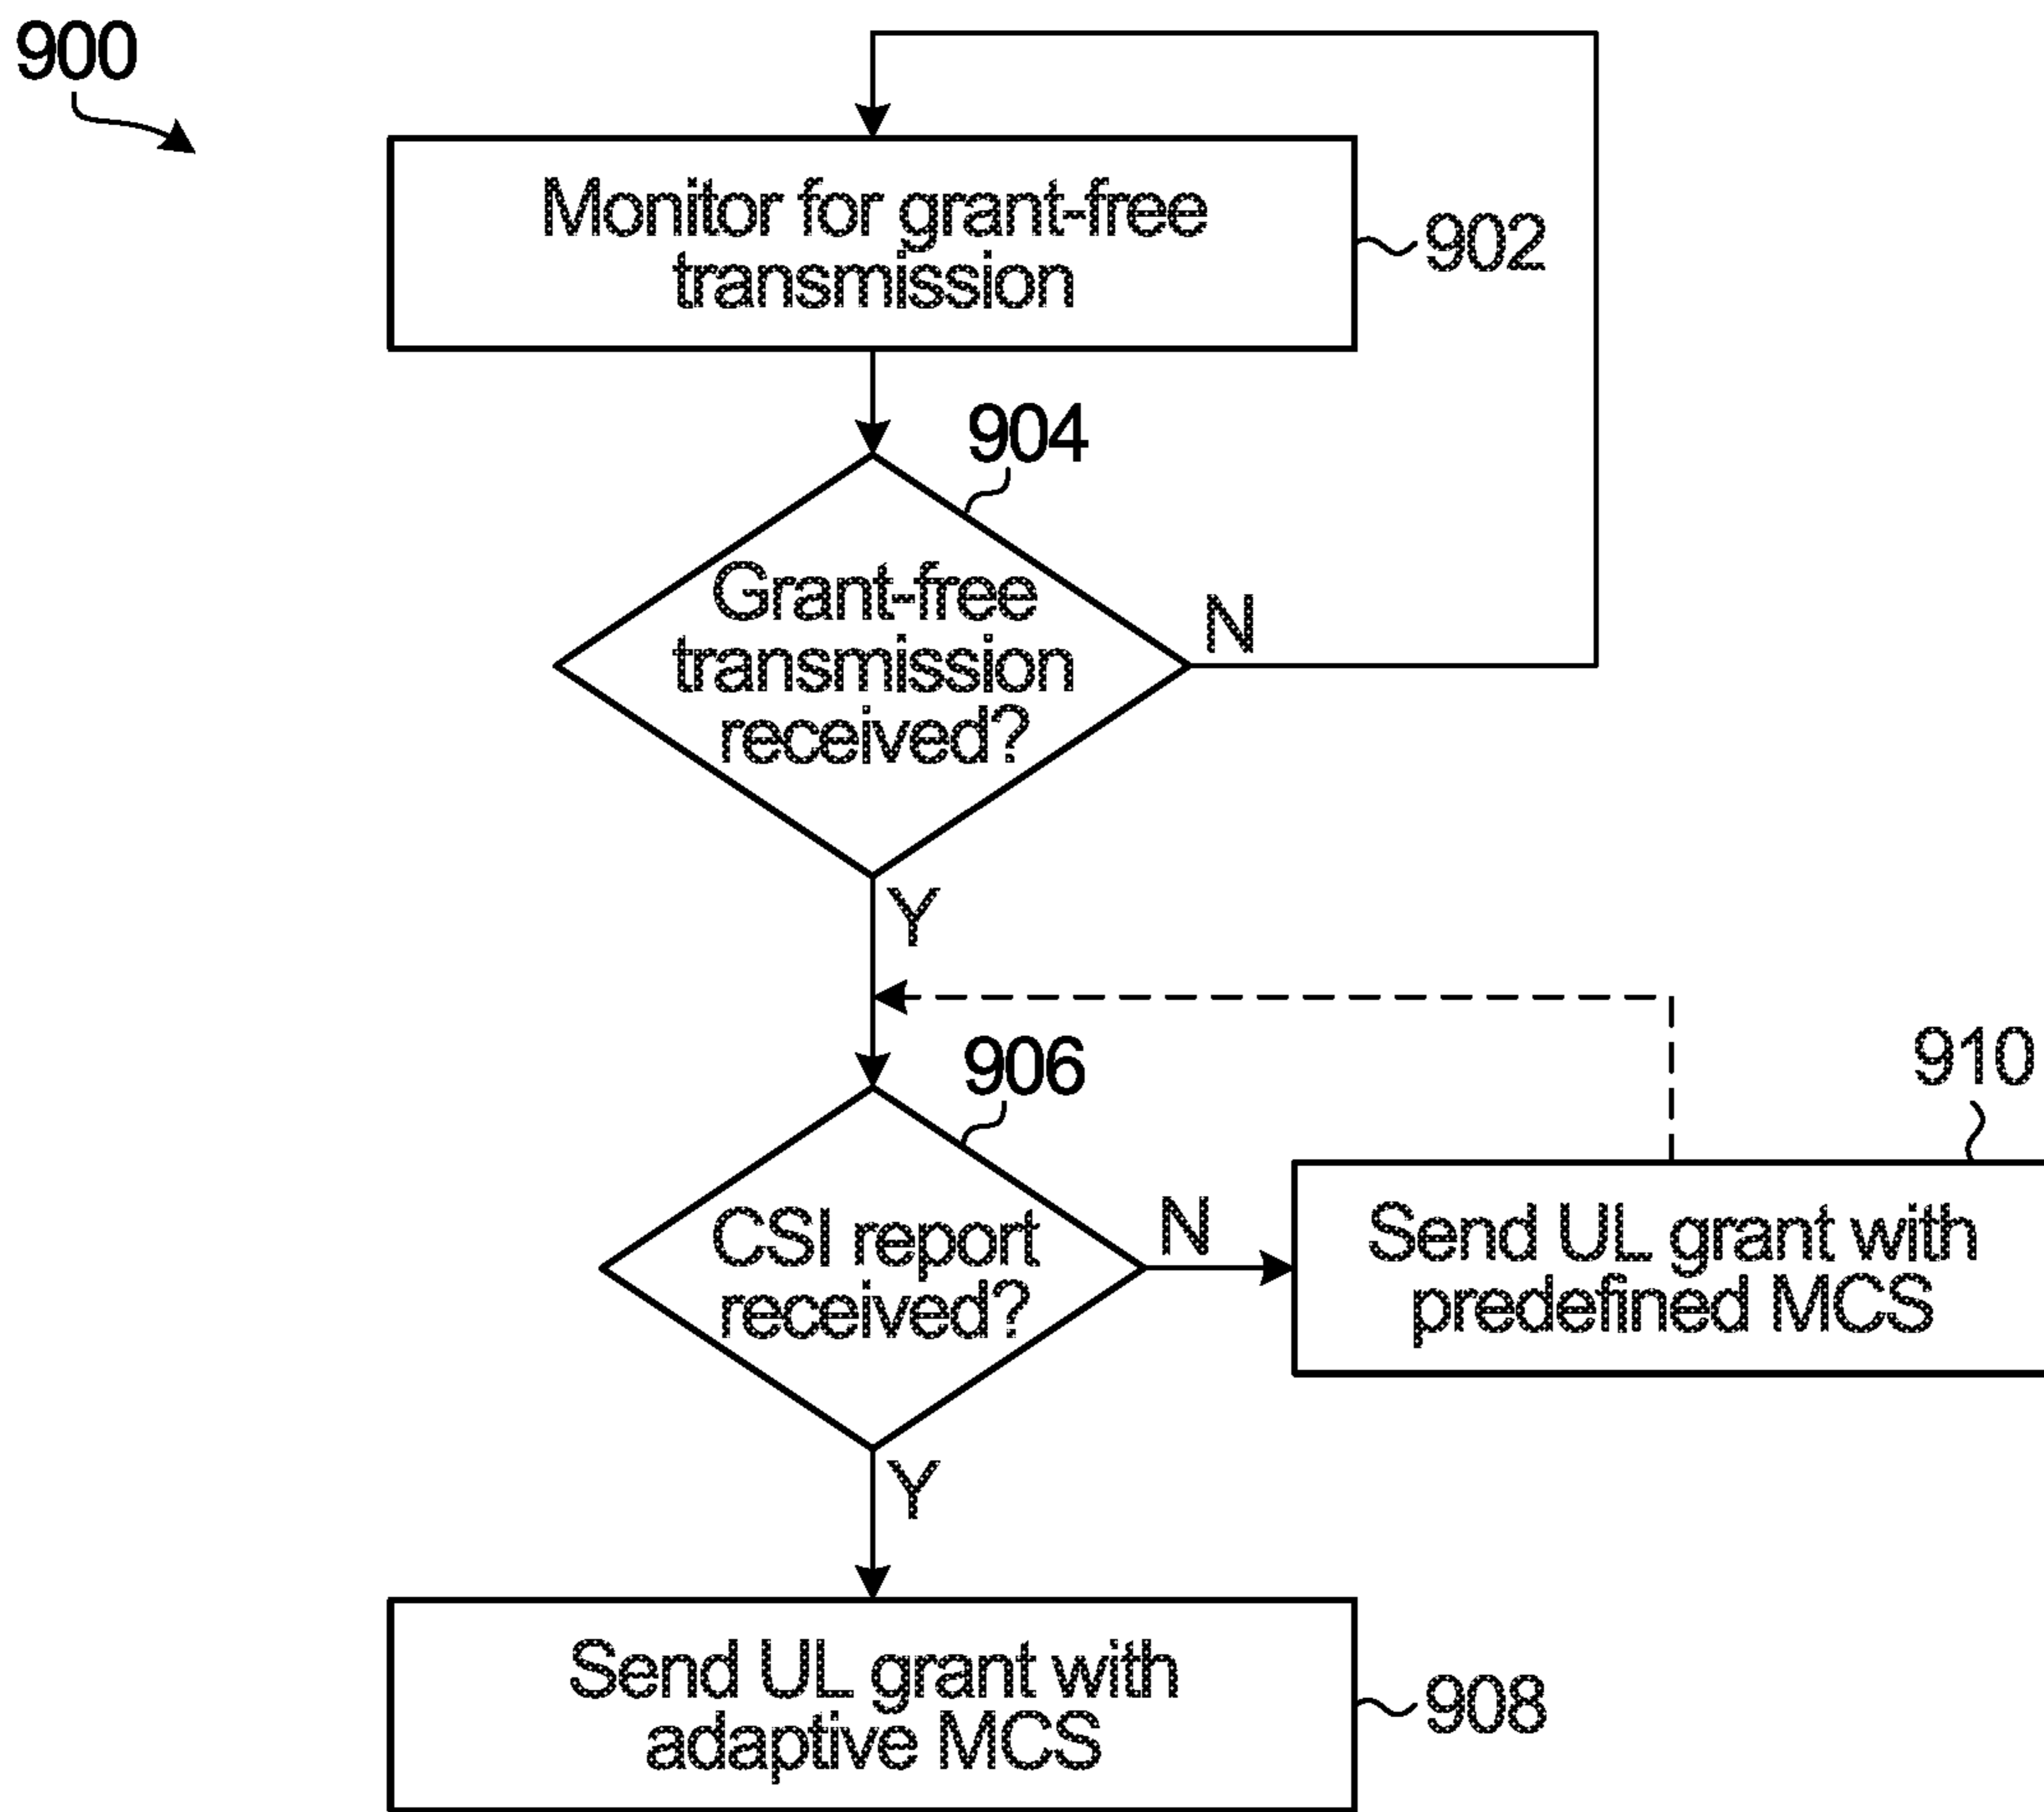 900
Monitor for grant-free
transmission
902
904
Grant-free
transmission
received?
N
Y
906
910
CSI report
received?
N
Send UL grant with
predefined MCS
Y
Send UL grant with
adaptive MCS
908